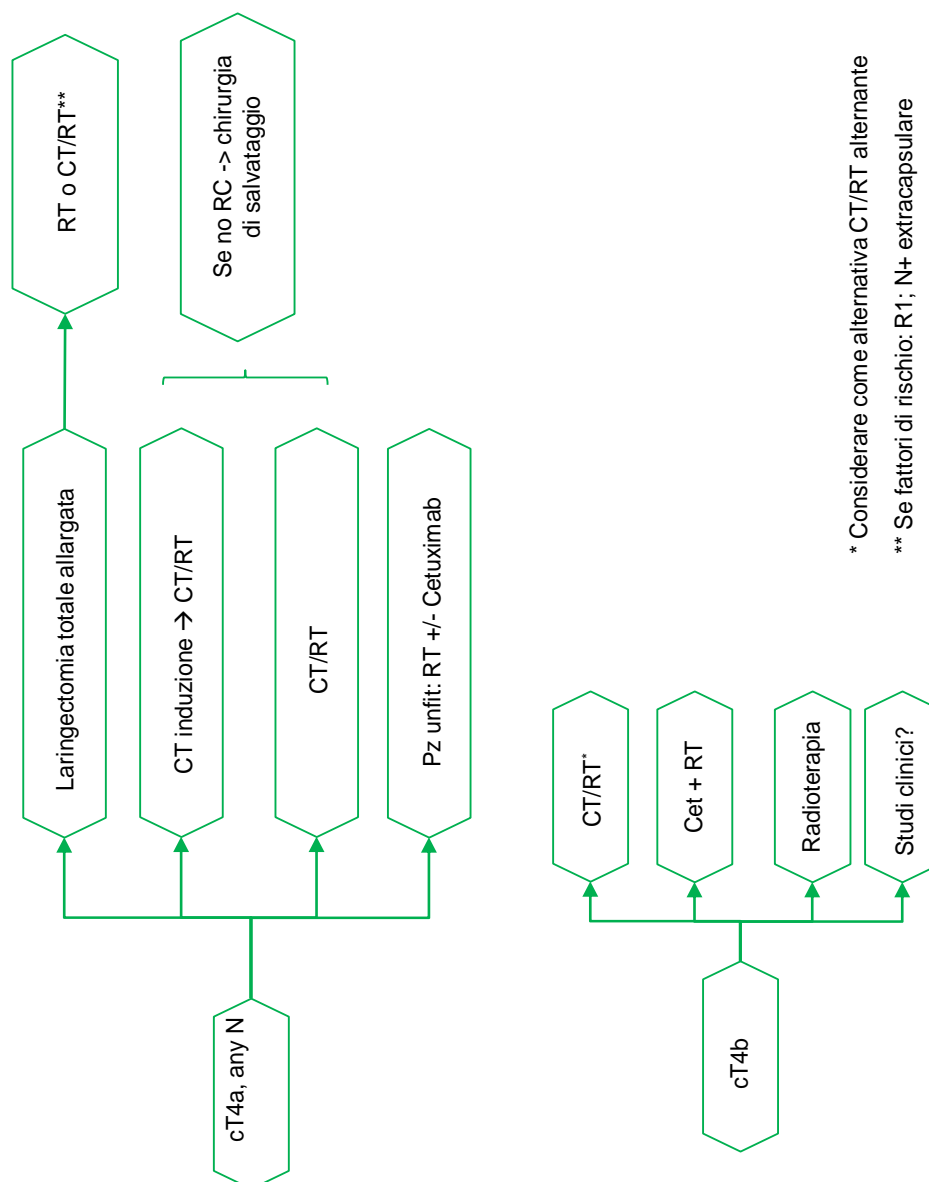 cT4a, any N
Laringectomia totale allargata
RT o CT/RT**
CT induzione → CT/RT
CT/RT
Se no RC -> chirurgia
di salvataggio
Pz unfit: RT +/- Cetuximab
cT4b
CT/RT*
Cet + RT
Radioterapia
Studi clinici?
* Considerare come alternativa CT/RT alternante
** Se fattori di rischio: R1; N+ extracapsulare